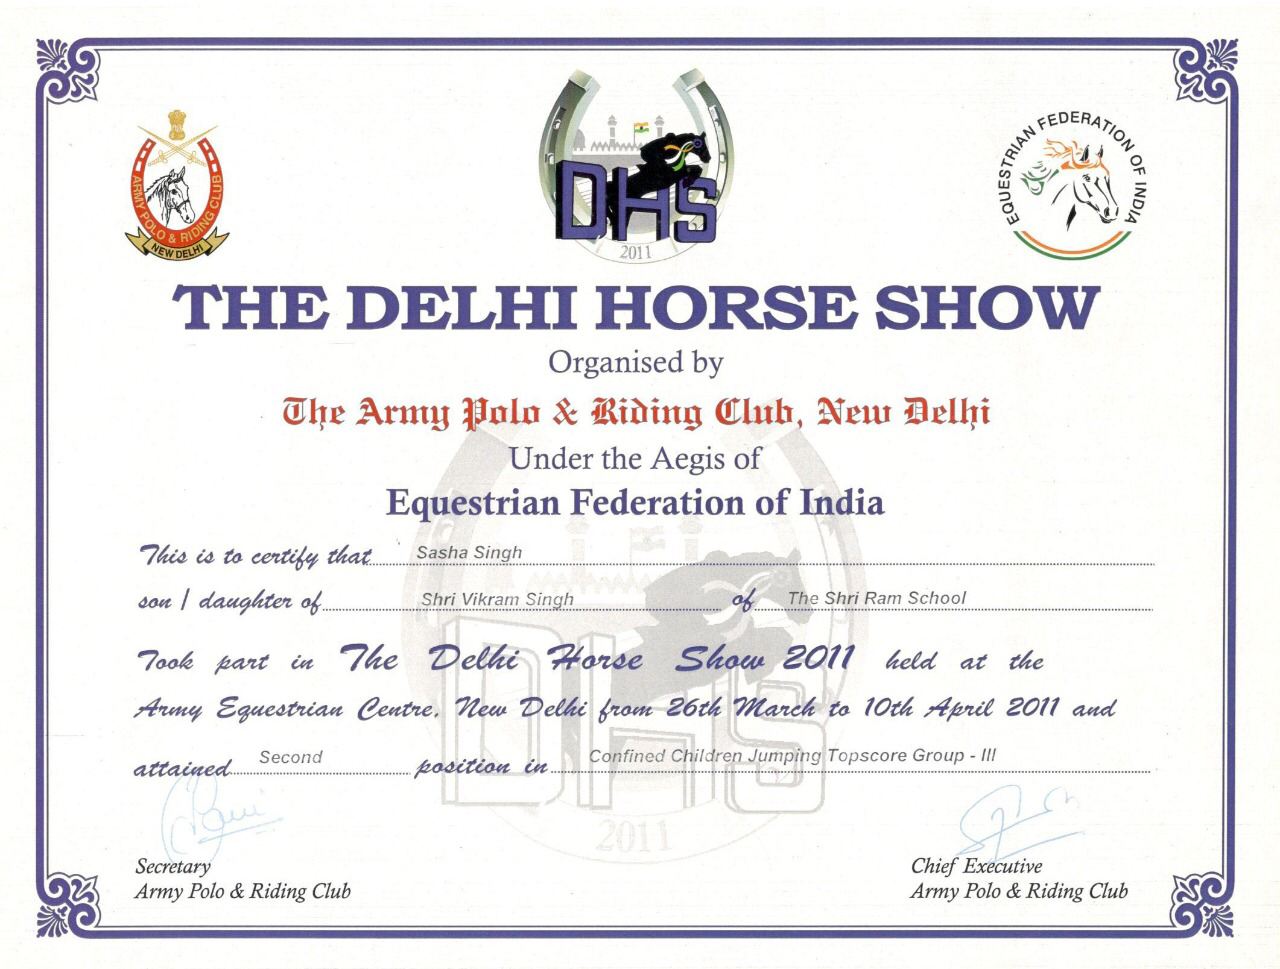 ARMY POLO & RIDING CLUB
NEW DELHI
DHS
2011
EQUESTRIAN FEDERATION OF INDIA
THE DELHI HORSE SHOW
Organised by
The Army Polo & Riding Club, New Delhi
Under the Aegis of
Equestrian Federation of India
This is to certify that Sasha Singh
son / daughter of Shri Vikram Singh of The Shri Ram School
Took part in The Delhi Horse Show 2011 held at the
Army Equestrian Centre, New Delhi from 26th March to 10th April 2011 and
attained Second position in Confined Children Jumping Topscore Group - III
DHS
2011
Secretary
Army Polo & Riding Club
Chief Executive
Army Polo & Riding Club